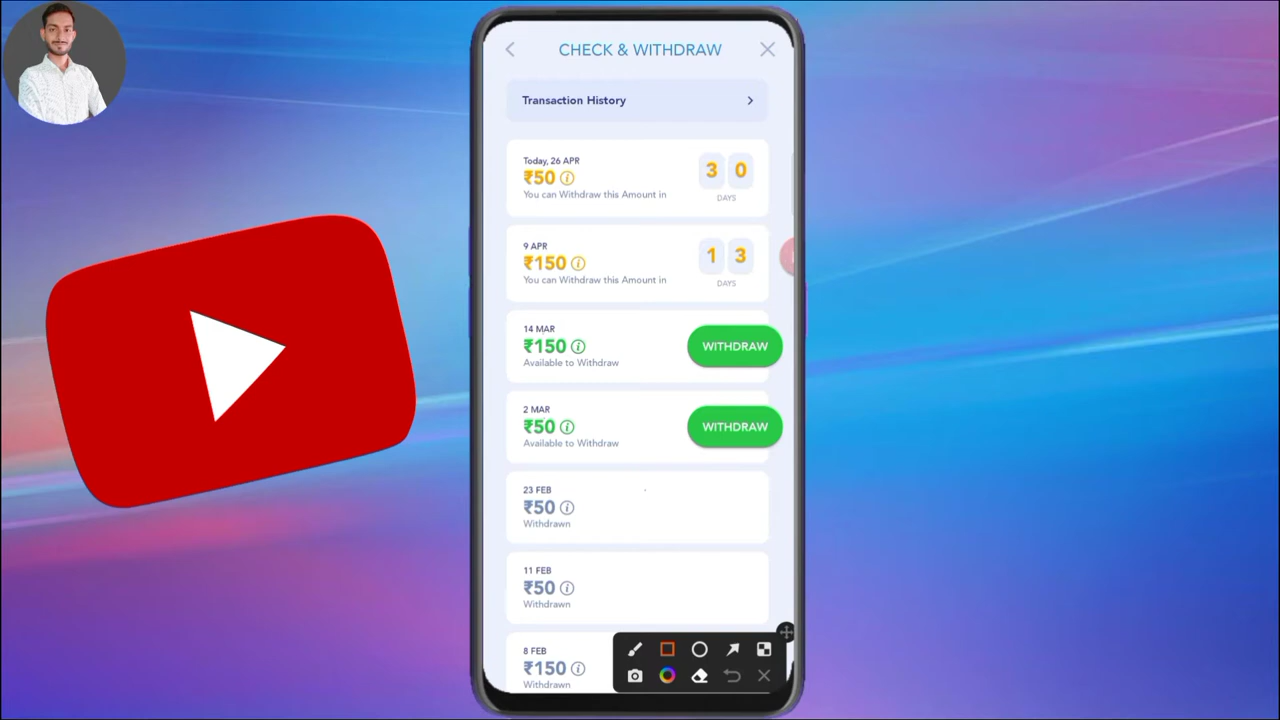 CHECK & WITHDRAW
Transaction History
Today, 26 APR
₹50
You can Withdraw this Amount in
3 0
DAYS
9 APR
₹150
You can Withdraw this Amount in
1 3
DAYS
14 MAR
₹150
Available to Withdraw
WITHDRAW
2 MAR
₹50
Available to Withdraw
WITHDRAW
23 FEB
₹50
Withdrawn
11 FEB
₹50
Withdrawn
8 FEB
₹150
Withdrawn